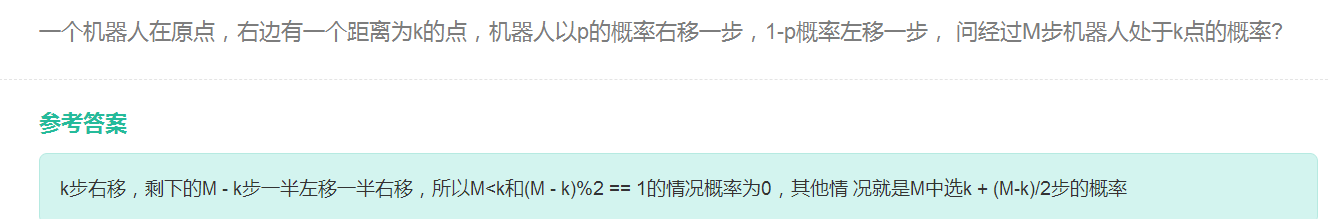 一个机器人在原点，右边有一个距离为k的点，机器人以p的概率右移一步，1-p概率左移一步， 问经过M步机器人处于k点的概率?
参考答案
k步右移，剩下的M - k步一半左移一半右移，所以M<k和(M - k)%2 == 1的情况概率为0，其他情 况就是M中选k + (M-k)/2步的概率